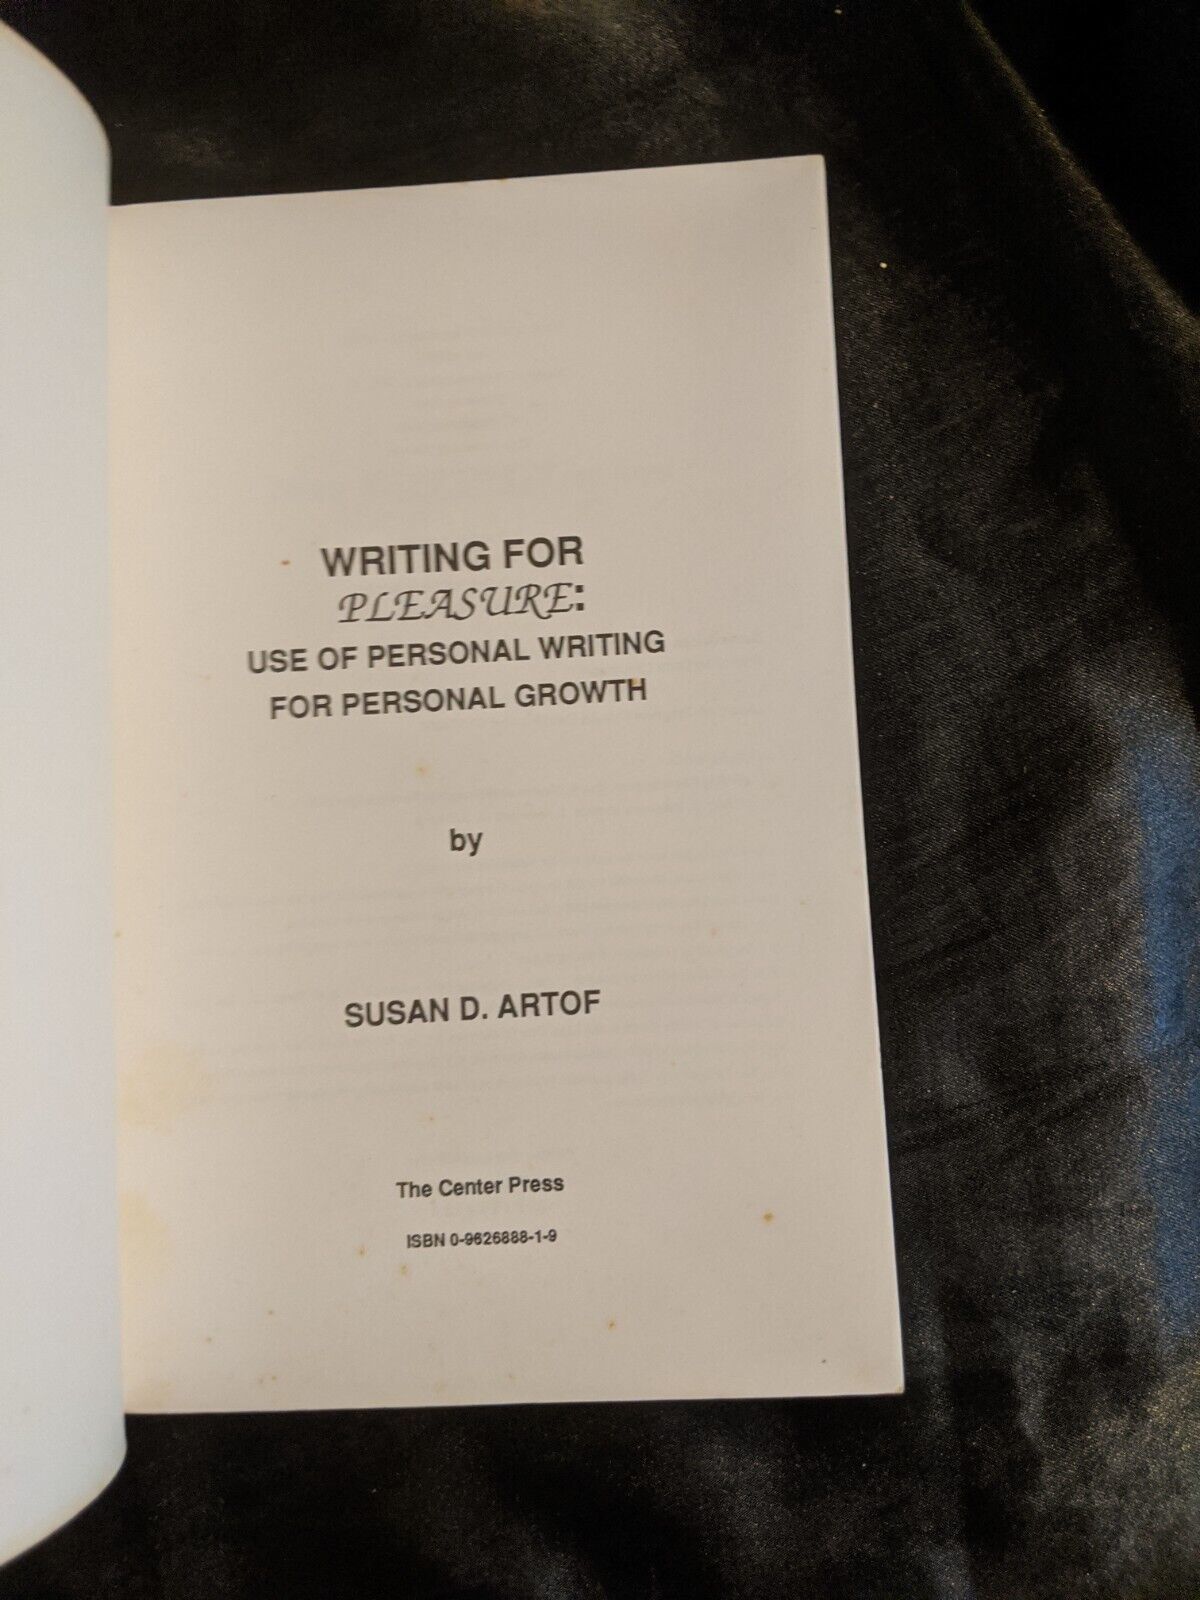 WRITING FOR
PLEASURE:
USE OF PERSONAL WRITING
FOR PERSONAL GROWTH
by
SUSAN D. ARTOF
The Center Press
ISBN 0-9626888-1-9